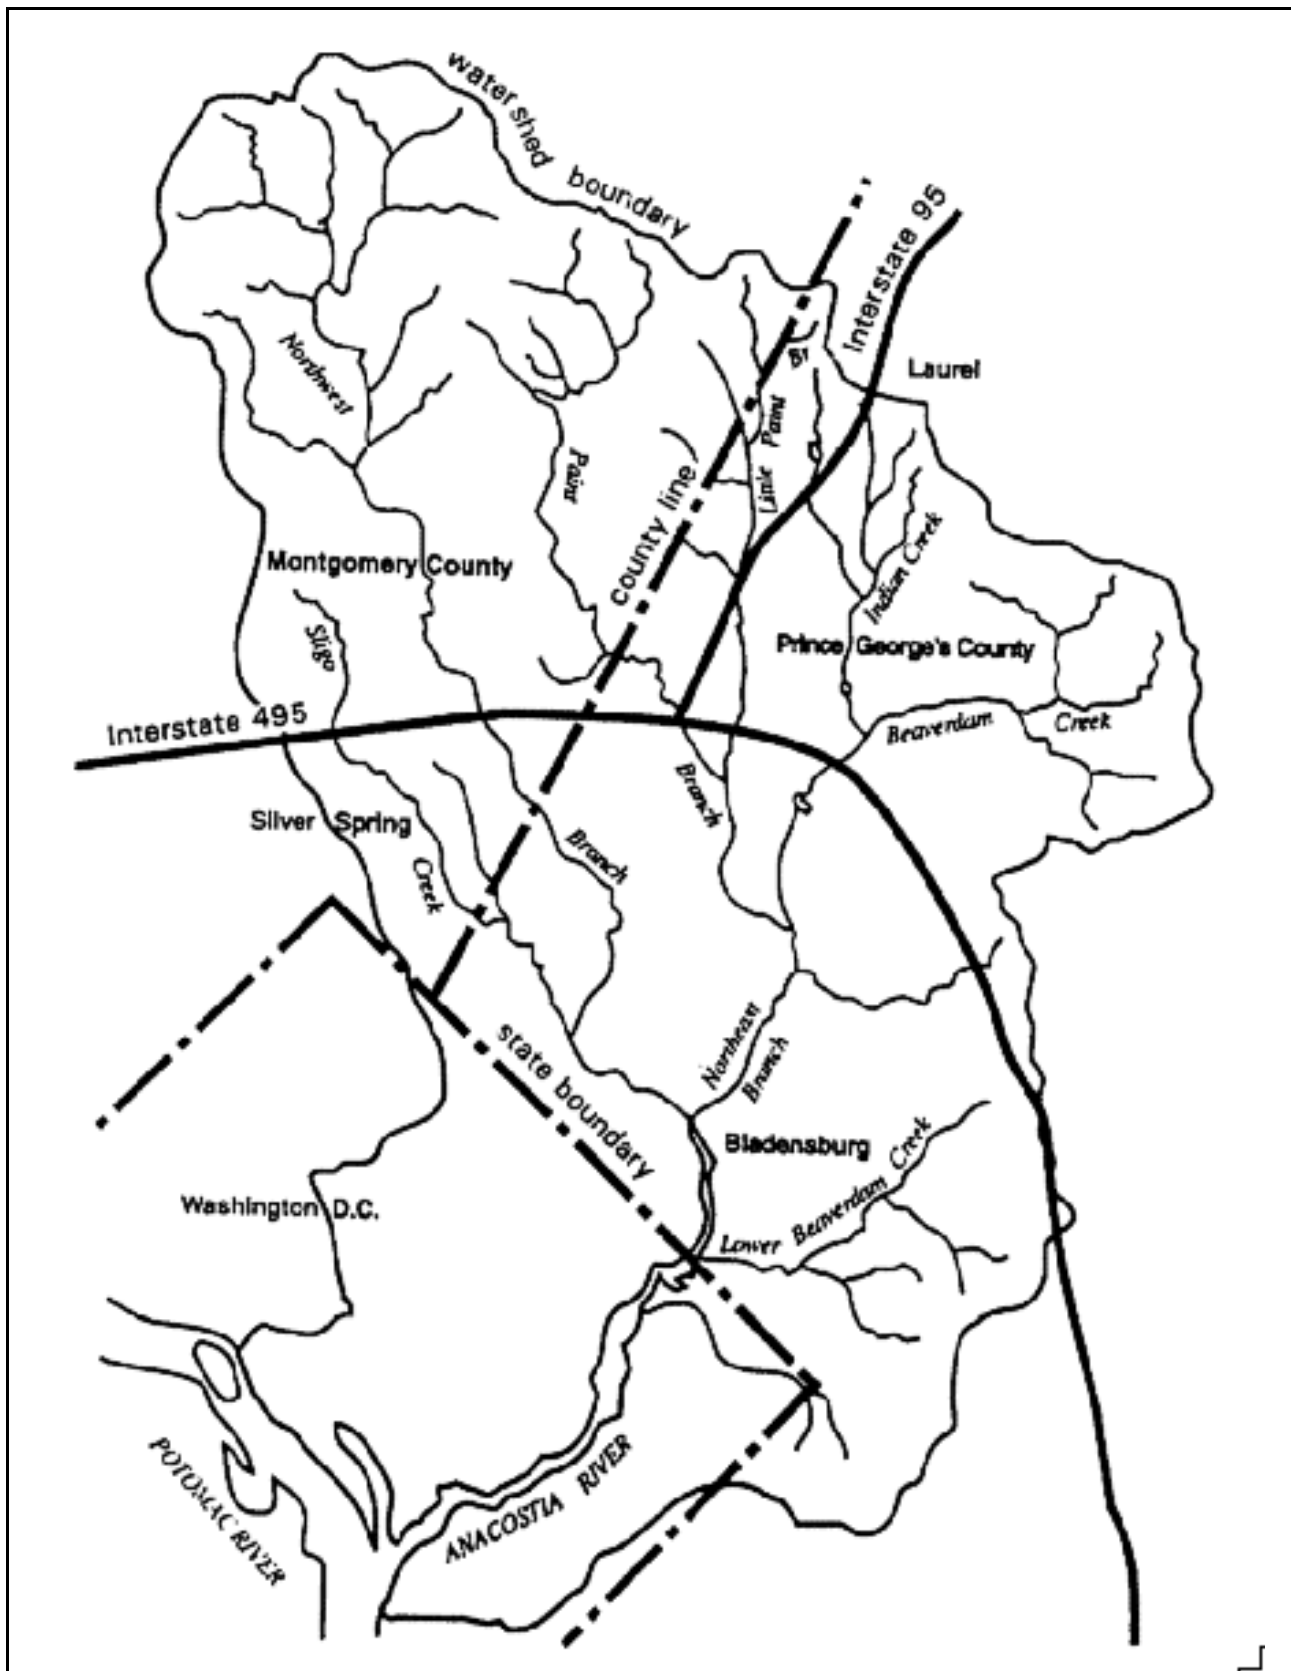 watershed boundary
Interstate 95
Northwest
Br
Laurel
Paint
Little Paint
county line
Montgomery County
Indian Creek
Sligo
Prince George's County
Interstate 495
Beaverdam Creek
Silver Spring
Branch
Branch
Creek
Northeast
Branch
state boundary
Bladensburg
Washington D.C.
Lower Beaverdam Creek
POTOMAC RIVER
ANACOSTIA RIVER